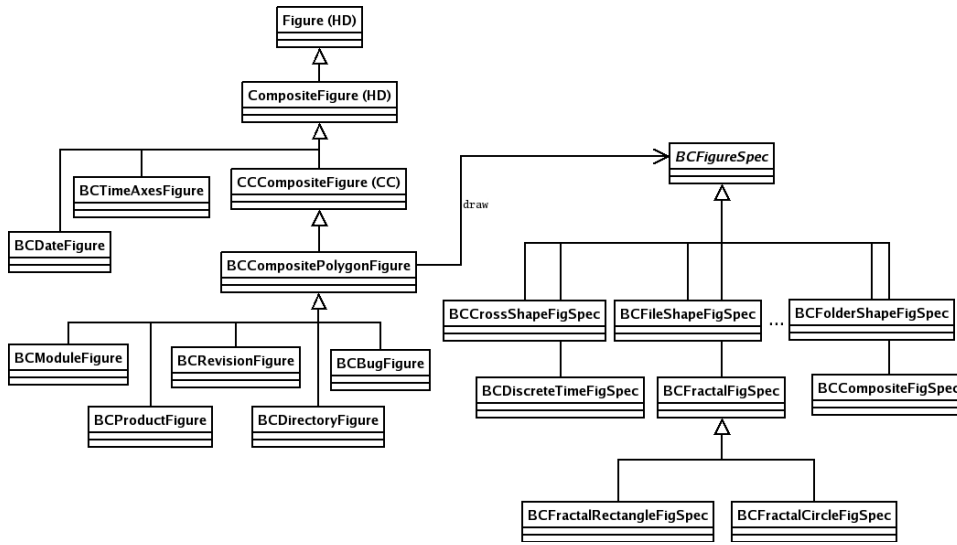 Figure (HD)
CompositeFigure (HD)
BCFigureSpec
BCTimeAxesFigure
CCCompositeFigure (CC)
draw
BCDateFigure
BCCompositePolygonFigure
BCCrossShapeFigSpec
BCFileShapeFigSpec
...
BCFolderShapeFigSpec
BCModuleFigure
BCRevisionFigure
BCBugFigure
BCDiscreteTimeFigSpec
BCFractalFigSpec
BCCompositeFigSpec
BCProductFigure
BCDirectoryFigure
BCFractalRectangleFigSpec
BCFractalCircleFigSpec